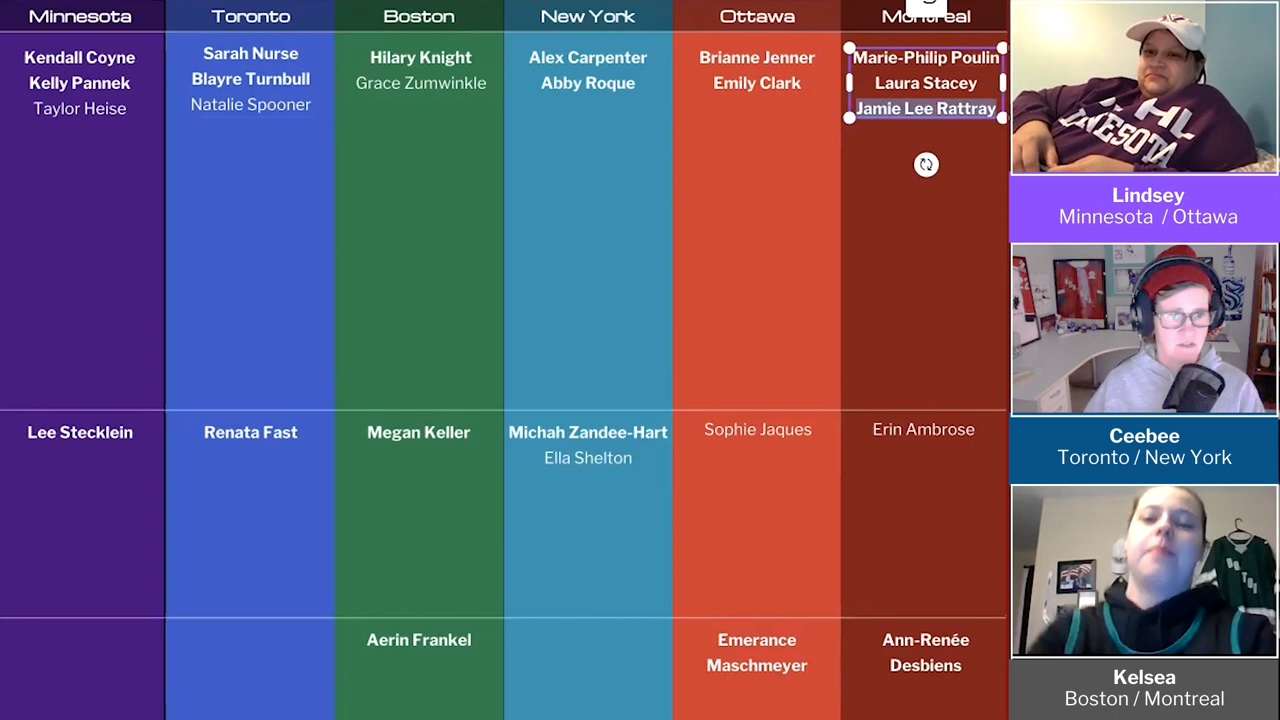 Minnesota
Toronto
Boston
New York
Ottawa
Montreal
Kendall Coyne
Kelly Pannek
Taylor Heise
Sarah Nurse
Blayre Turnbull
Natalie Spooner
Hilary Knight
Grace Zumwinkle
Alex Carpenter
Abby Roque
Brianne Jenner
Emily Clark
Marie-Philip Poulin
Laura Stacey
Jamie Lee Rattray
Lee Stecklein
Renata Fast
Megan Keller
Michah Zandee-Hart
Ella Shelton
Sophie Jaques
Erin Ambrose
Aerin Frankel
Emerance
Maschmeyer
Ann-Renée
Desbiens
Lindsey
Minnesota / Ottawa
Ceebee
Toronto / New York
Kelsea
Boston / Montreal